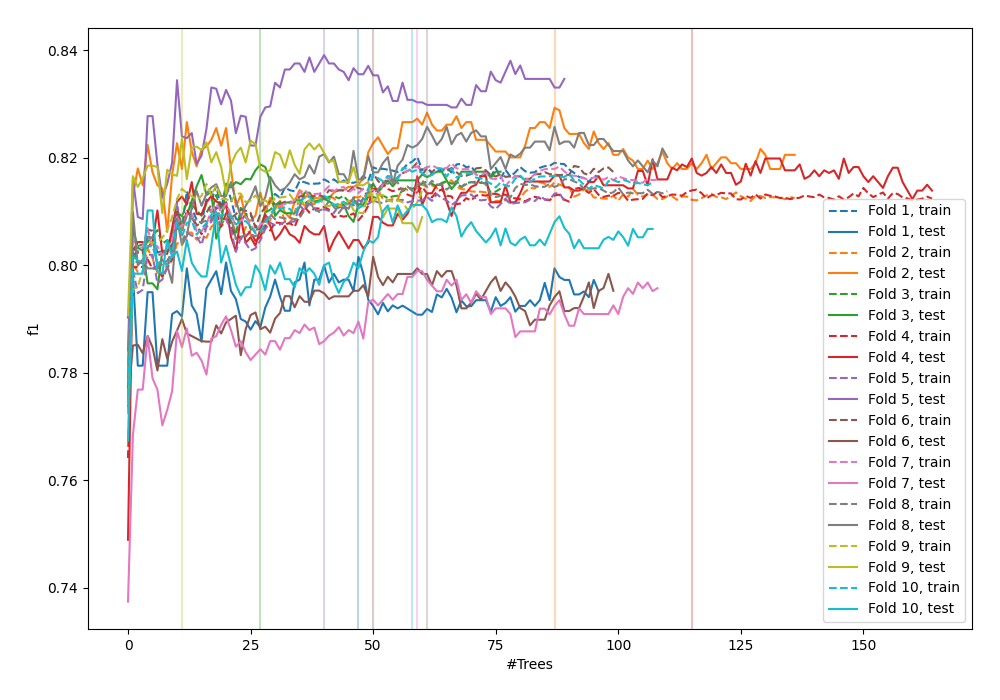 0.84
0.82
0.80
0.78
0.76
0.74
f1
0
25
50
75
100
125
150
#Trees
Fold 1, train
Fold 1, test
Fold 2, train
Fold 2, test
Fold 3, train
Fold 3, test
Fold 4, train
Fold 4, test
Fold 5, train
Fold 5, test
Fold 6, train
Fold 6, test
Fold 7, train
Fold 7, test
Fold 8, train
Fold 8, test
Fold 9, train
Fold 9, test
Fold 10, train
Fold 10, test